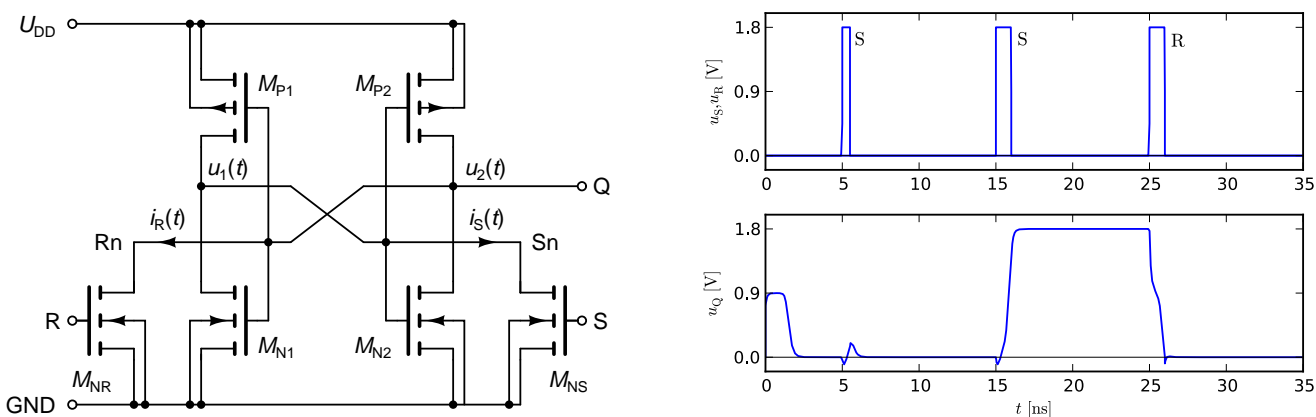 U_DD
M_P1
M_P2
u_1(t)
u_2(t)
Q
i_R(t)
i_S(t)
Rn
Sn
R
S
M_N1
M_N2
M_NR
M_NS
GND
1.8
0.9
0.0
u_S,u_R [V]
S
S
R
0 5 10 15 20 25 30 35
1.8
0.9
0.0
u_Q [V]
0 5 10 15 20 25 30 35
t [ns]